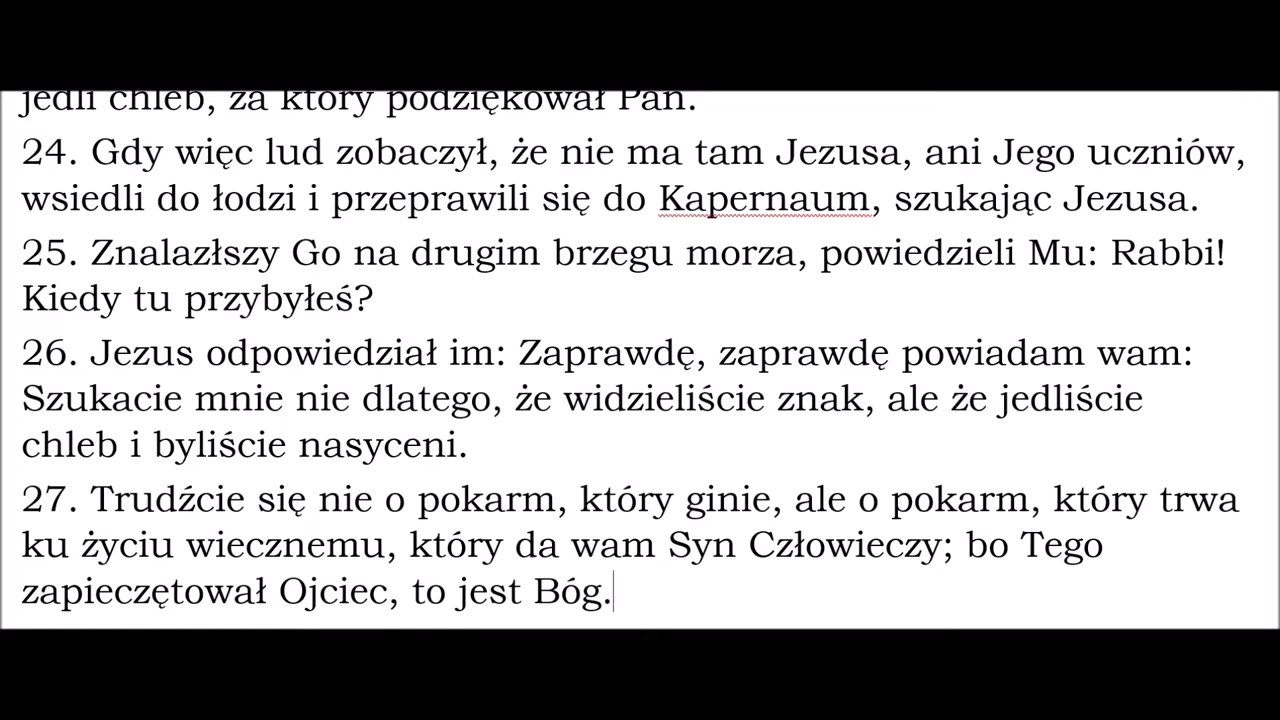 jedli chleb, za który podziękował Pan.
24. Gdy więc lud zobaczył, że nie ma tam Jezusa, ani Jego uczniów,
wsiedli do łodzi i przeprawili się do Kapernaum, szukając Jezusa.
25. Znalazłszy Go na drugim brzegu morza, powiedzieli Mu: Rabbi!
Kiedy tu przybyłeś?
26. Jezus odpowiedział im: Zaprawdę, zaprawdę powiadam wam:
Szukacie mnie nie dlatego, że widzieliście znak, ale że jedliście
chleb i byliście nasyceni.
27. Trudźcie się nie o pokarm, który ginie, ale o pokarm, który trwa
ku życiu wiecznemu, który da wam Syn Człowieczy; bo Tego
zapieczętował Ojciec, to jest Bóg.